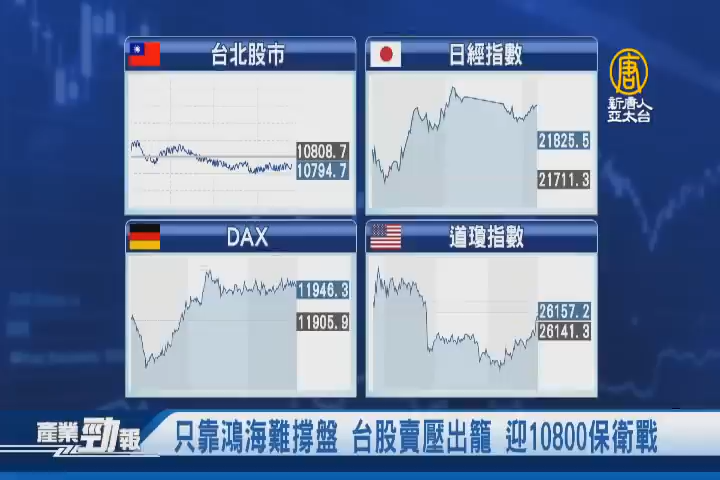 台北股市
10808.7
10794.7
日經指數
21825.5
21711.3
唐
新唐人
亞太台
DAX
11946.3
11905.9
道瓊指數
26157.2
26141.3
產業勁報
只靠鴻海難撐盤 台股賣壓出籠 迎10800保衛戰